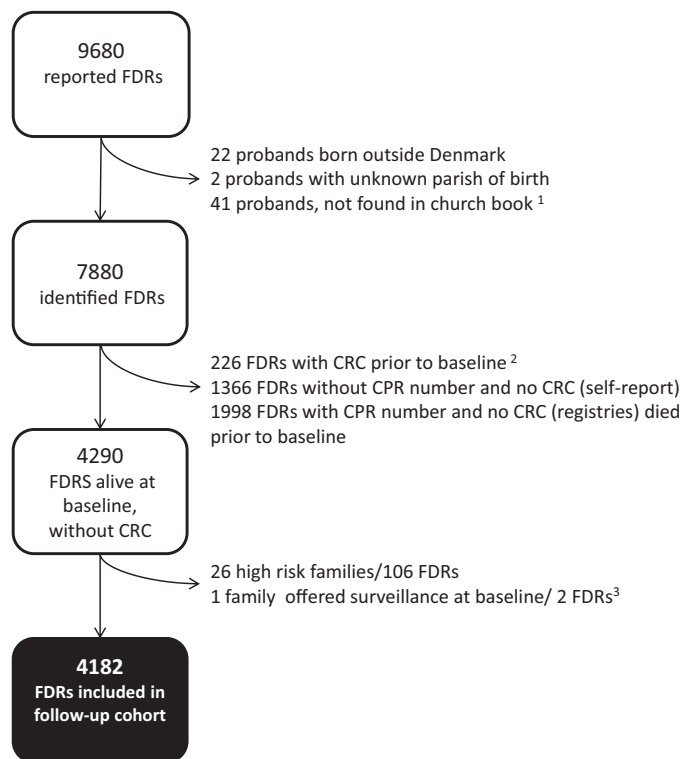 9680
reported FDRs
22 probands born outside Denmark
2 probands with unknown parish of birth
41 probands, not found in church book 1
7880
identified FDRs
226 FDRs with CRC prior to baseline 2
1366 FDRs without CPR number and no CRC (self-report)
1998 FDRs with CPR number and no CRC (registries) died
prior to baseline
4290
FDRS alive at
baseline,
without CRC
26 high risk families/106 FDRs
1 family offered surveillance at baseline/ 2 FDRs3
4182
FDRs included in
follow-up cohort